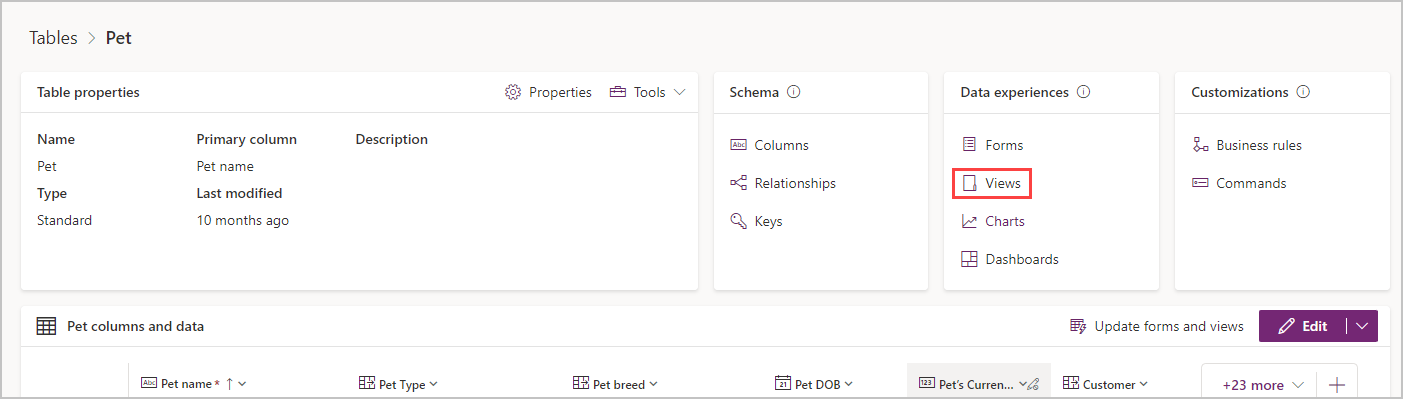 Tables > Pet
Table properties
Properties
Tools
Name
Primary column
Description
Pet
Pet name
Type
Last modified
Standard
10 months ago
Schema
Columns
Relationships
Keys
Data experiences
Forms
Views
Charts
Dashboards
Customizations
Business rules
Commands
Pet columns and data
Update forms and views
Edit
Pet name *
Pet Type
Pet breed
Pet DOB
Pet's Curren...
Customer
+23 more